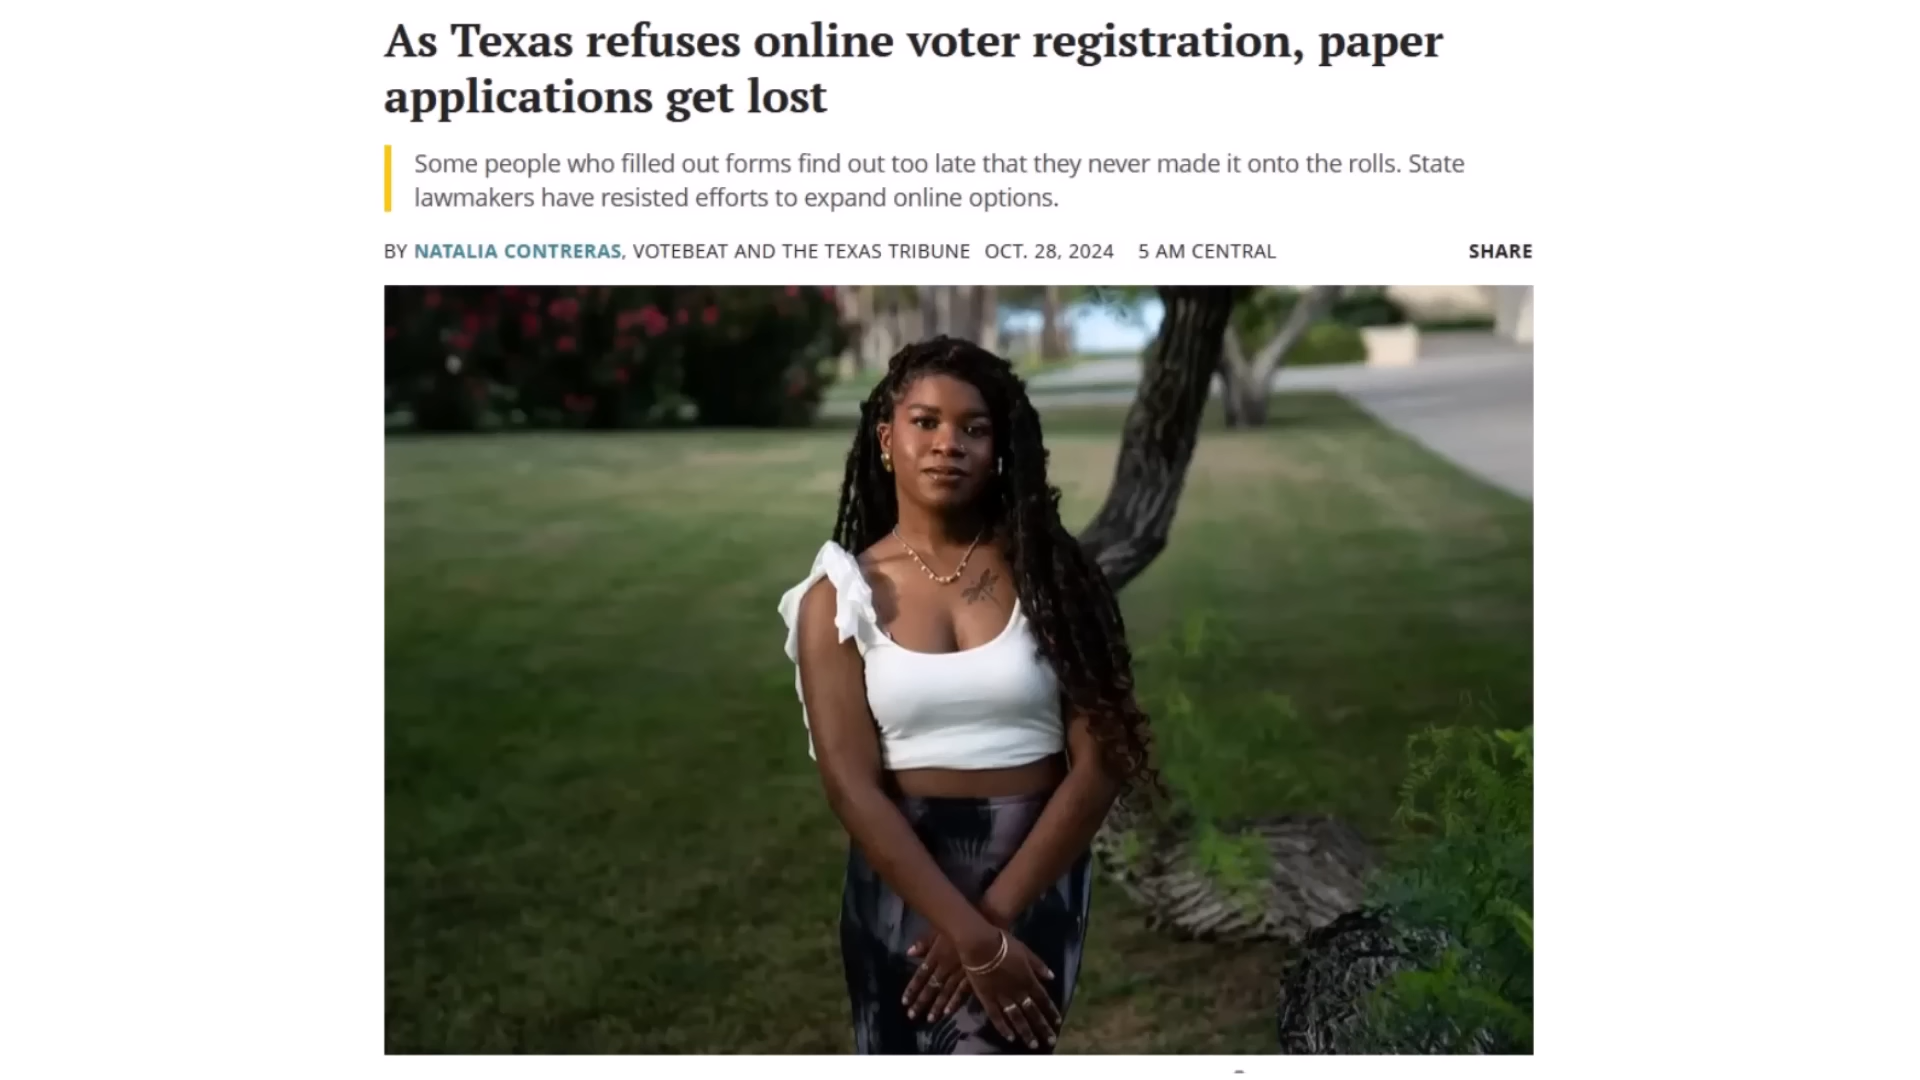 As Texas refuses online voter registration, paper
applications get lost
Some people who filled out forms find out too late that they never made it onto the rolls. State
lawmakers have resisted efforts to expand online options.
BY NATALIA CONTRERAS, VOTEBEAT AND THE TEXAS TRIBUNE OCT. 28, 2024 5 AM CENTRAL SHARE